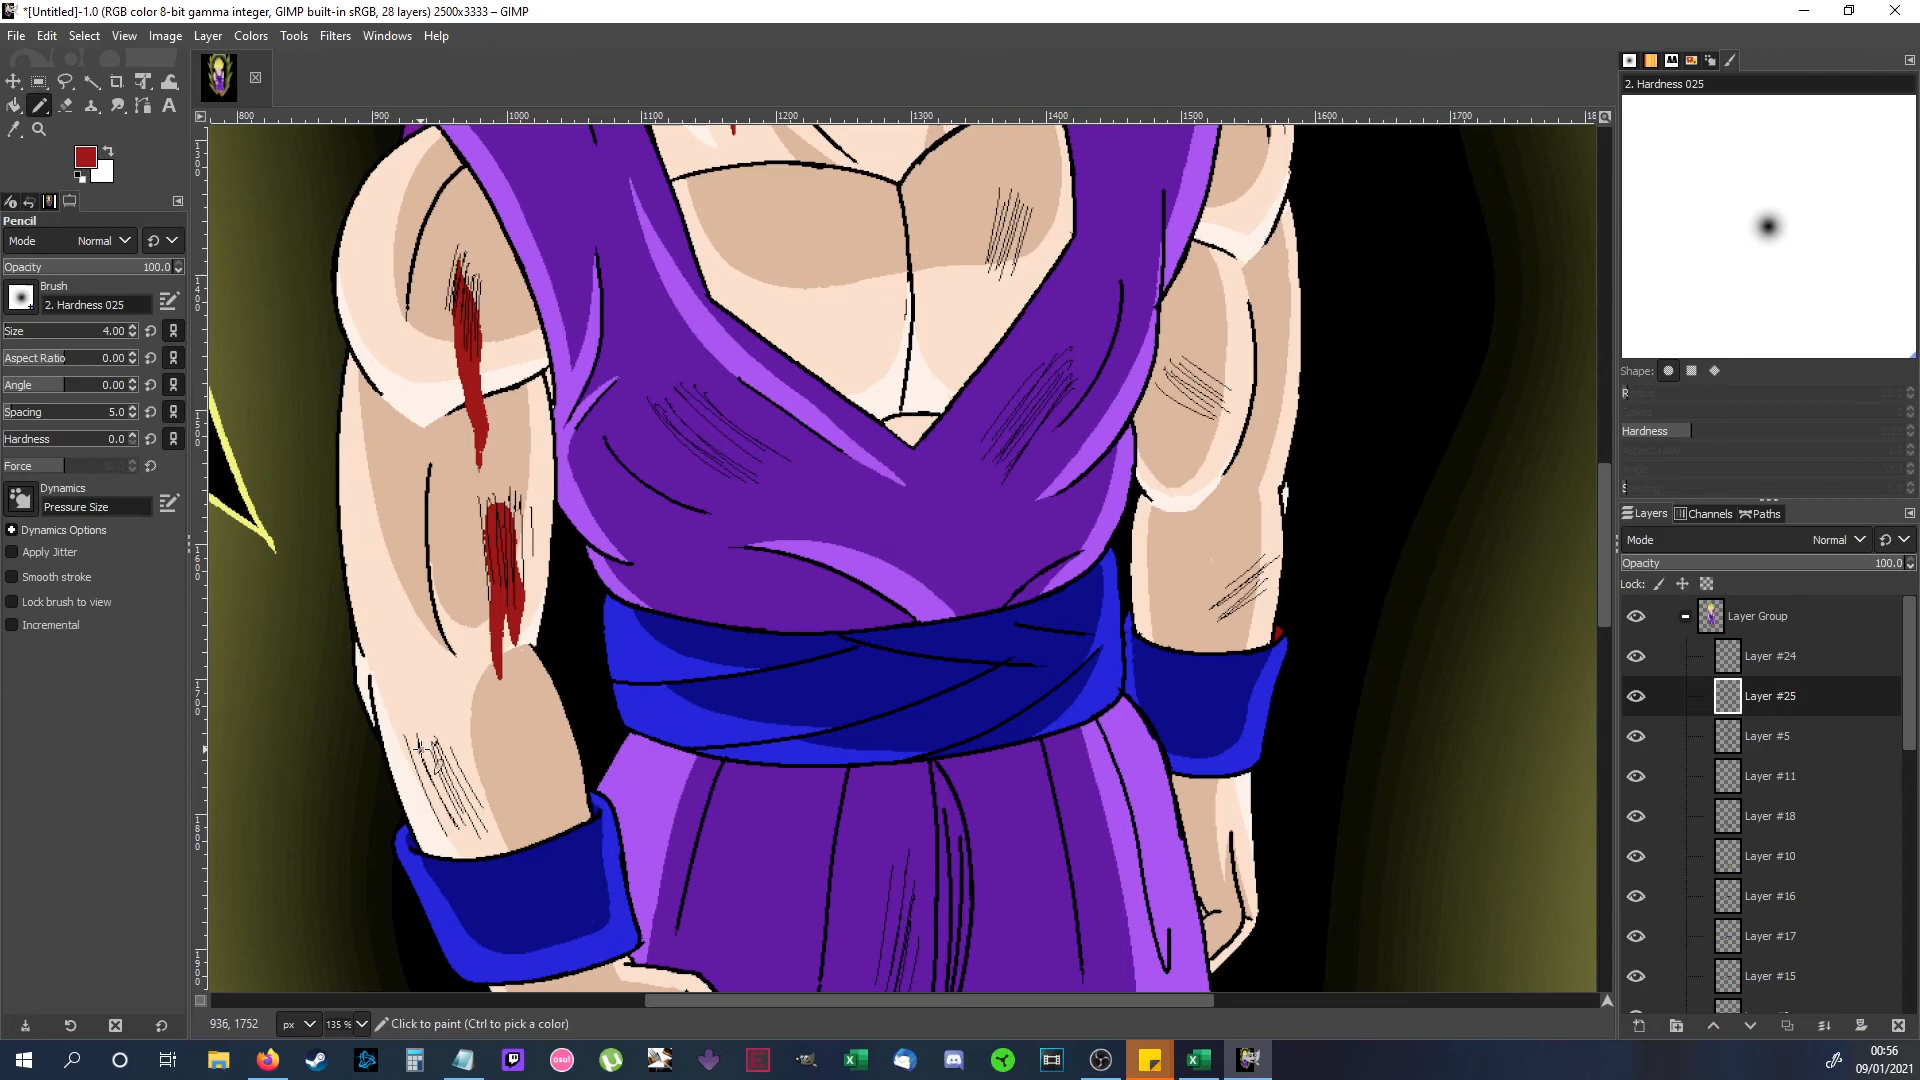 *[Untitled]-1.0 (RGB color 8-bit gamma integer, GIMP built-in sRGB, 28 layers) 2500x3333 – GIMP
File Edit Select View Image Layer Colors Tools Filters Windows Help
2. Hardness 025
800 900 1000 1100 1200 1300 1400 1500 1600 1700
Pencil
Mode Normal
Opacity 100.0
Brush
2. Hardness 025
Size 4.00
Aspect Ratio 0.00
Angle 0.00
Spacing 5.0
Hardness 0.0
Force
Dynamics
Pressure Size
Dynamics Options
Apply Jitter
Smooth stroke
Lock brush to view
Incremental
Shape:
Hardness
Layers Channels Paths
Mode Normal
Opacity 100.0
Lock:
Layer Group
Layer #24
Layer #25
Layer #5
Layer #11
Layer #18
Layer #10
Layer #16
Layer #17
Layer #15
936, 1752 px 135 % Click to paint (Ctrl to pick a color)
osu!
00:56
09/01/2021